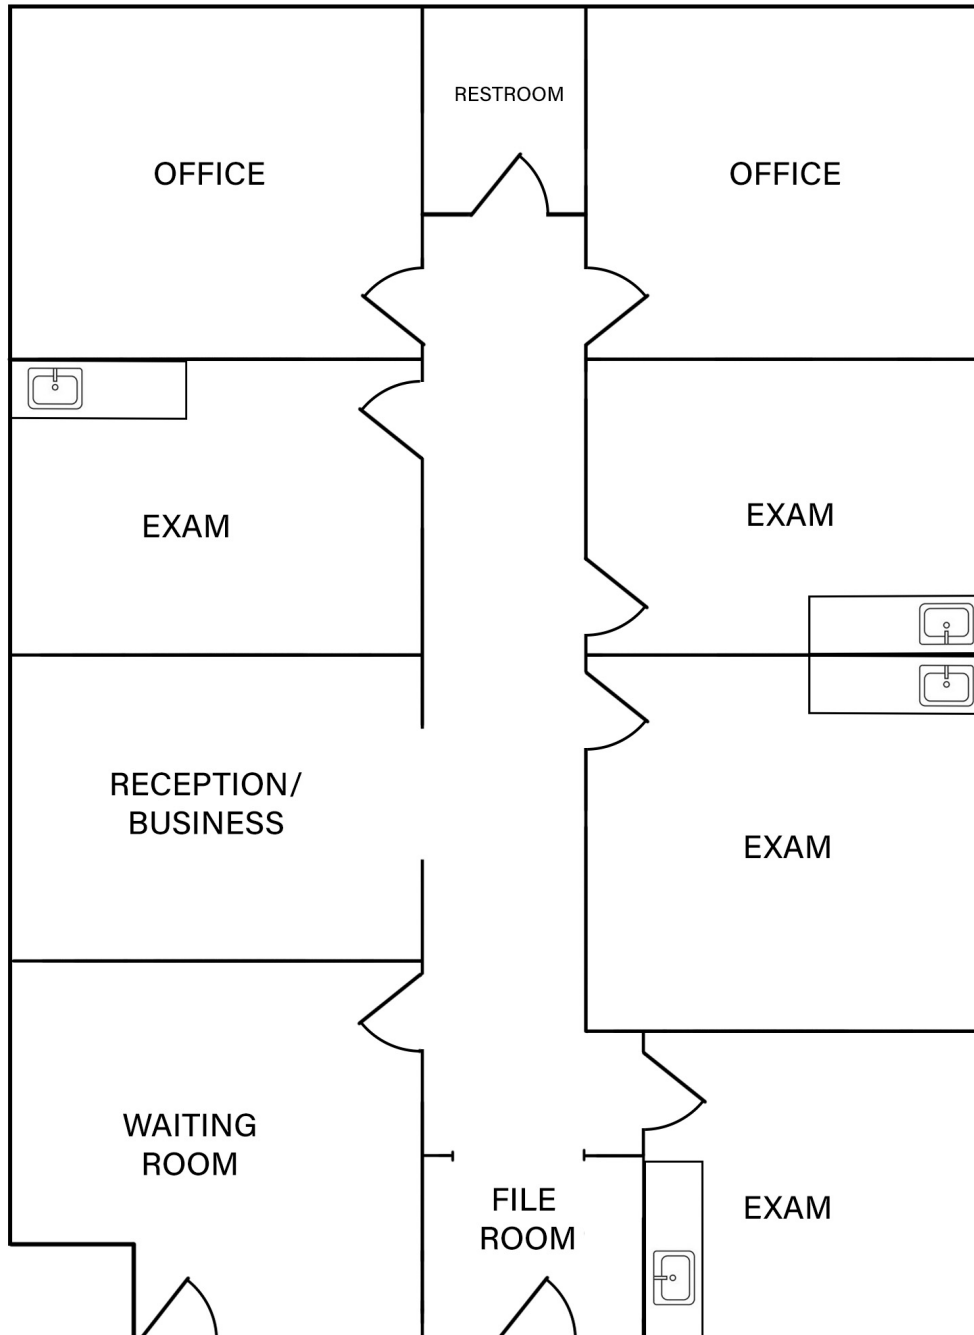 RESTROOM
OFFICE
OFFICE
EXAM
EXAM
RECEPTION/
BUSINESS
EXAM
WAITING
ROOM
FILE
ROOM
EXAM